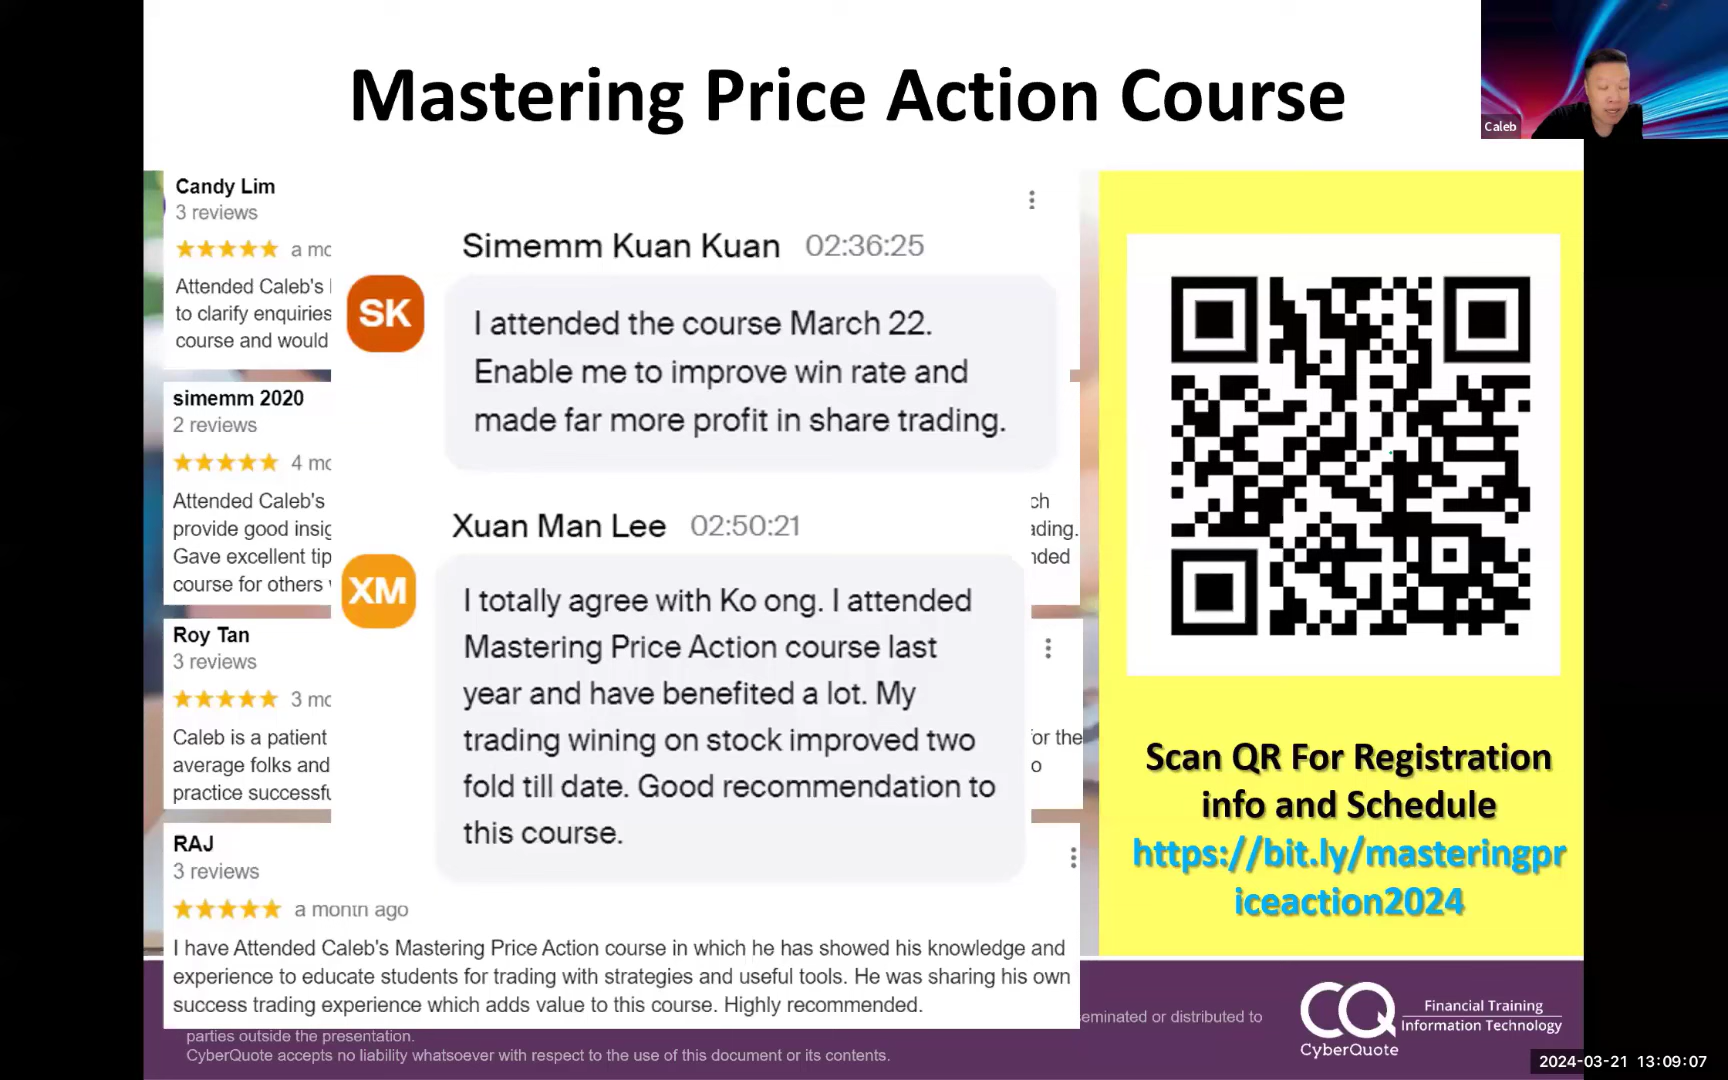 Mastering Price Action Course
Caleb
Candy Lim
3 reviews
a mo
Attended Caleb's
to clarify enquiries
course and would
simemm 2020
2 reviews
4 mo
Attended Caleb's
provide good insig
Gave excellent tip
course for others
Roy Tan
3 reviews
3 mo
Caleb is a patient
average folks and
practice successfu
RAJ
3 reviews
a month ago
I have Attended Caleb's Mastering Price Action course in which he has showed his knowledge and
experience to educate students for trading with strategies and useful tools. He was sharing his own
success trading experience which adds value to this course. Highly recommended.
Simemm Kuan Kuan 02:36:25
SK
I attended the course March 22.
Enable me to improve win rate and
made far more profit in share trading.
Xuan Man Lee 02:50:21
XM
I totally agree with Ko ong. I attended
Mastering Price Action course last
year and have benefited a lot. My
trading wining on stock improved two
fold till date. Good recommendation to
this course.
ch
ading.
nded
for the
o
Scan QR For Registration
info and Schedule
https://bit.ly/masteringpr
iceaction2024
eminated or distributed to
parties outside the presentation.
CyberQuote accepts no liability whatsoever with respect to the use of this document or its contents.
CQ
CyberQuote
Financial Training
Information Technology
2024-03-21 13:09:07